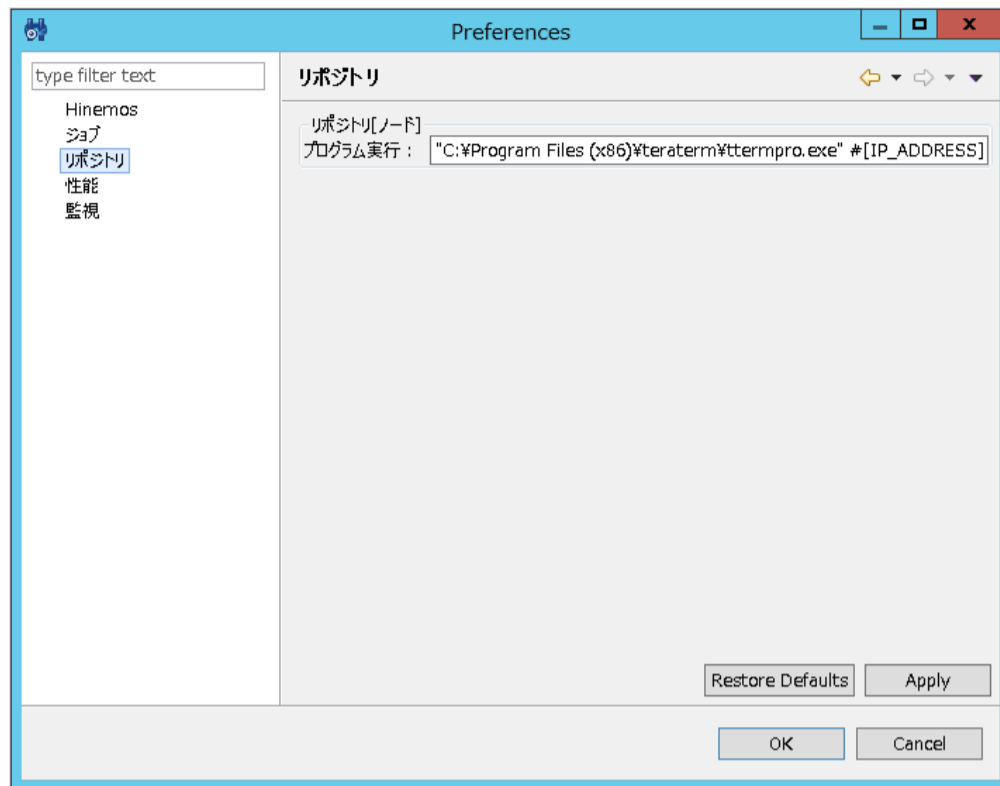 Preferences
type filter text
Hinemos
ジョブ
リポジトリ
性能
監視
リポジトリ
リポジトリ[ノード]
プログラム実行： "C:¥Program Files (x86)¥teraterm¥ttermpro.exe" #[IP_ADDRESS]
Restore Defaults Apply
OK Cancel